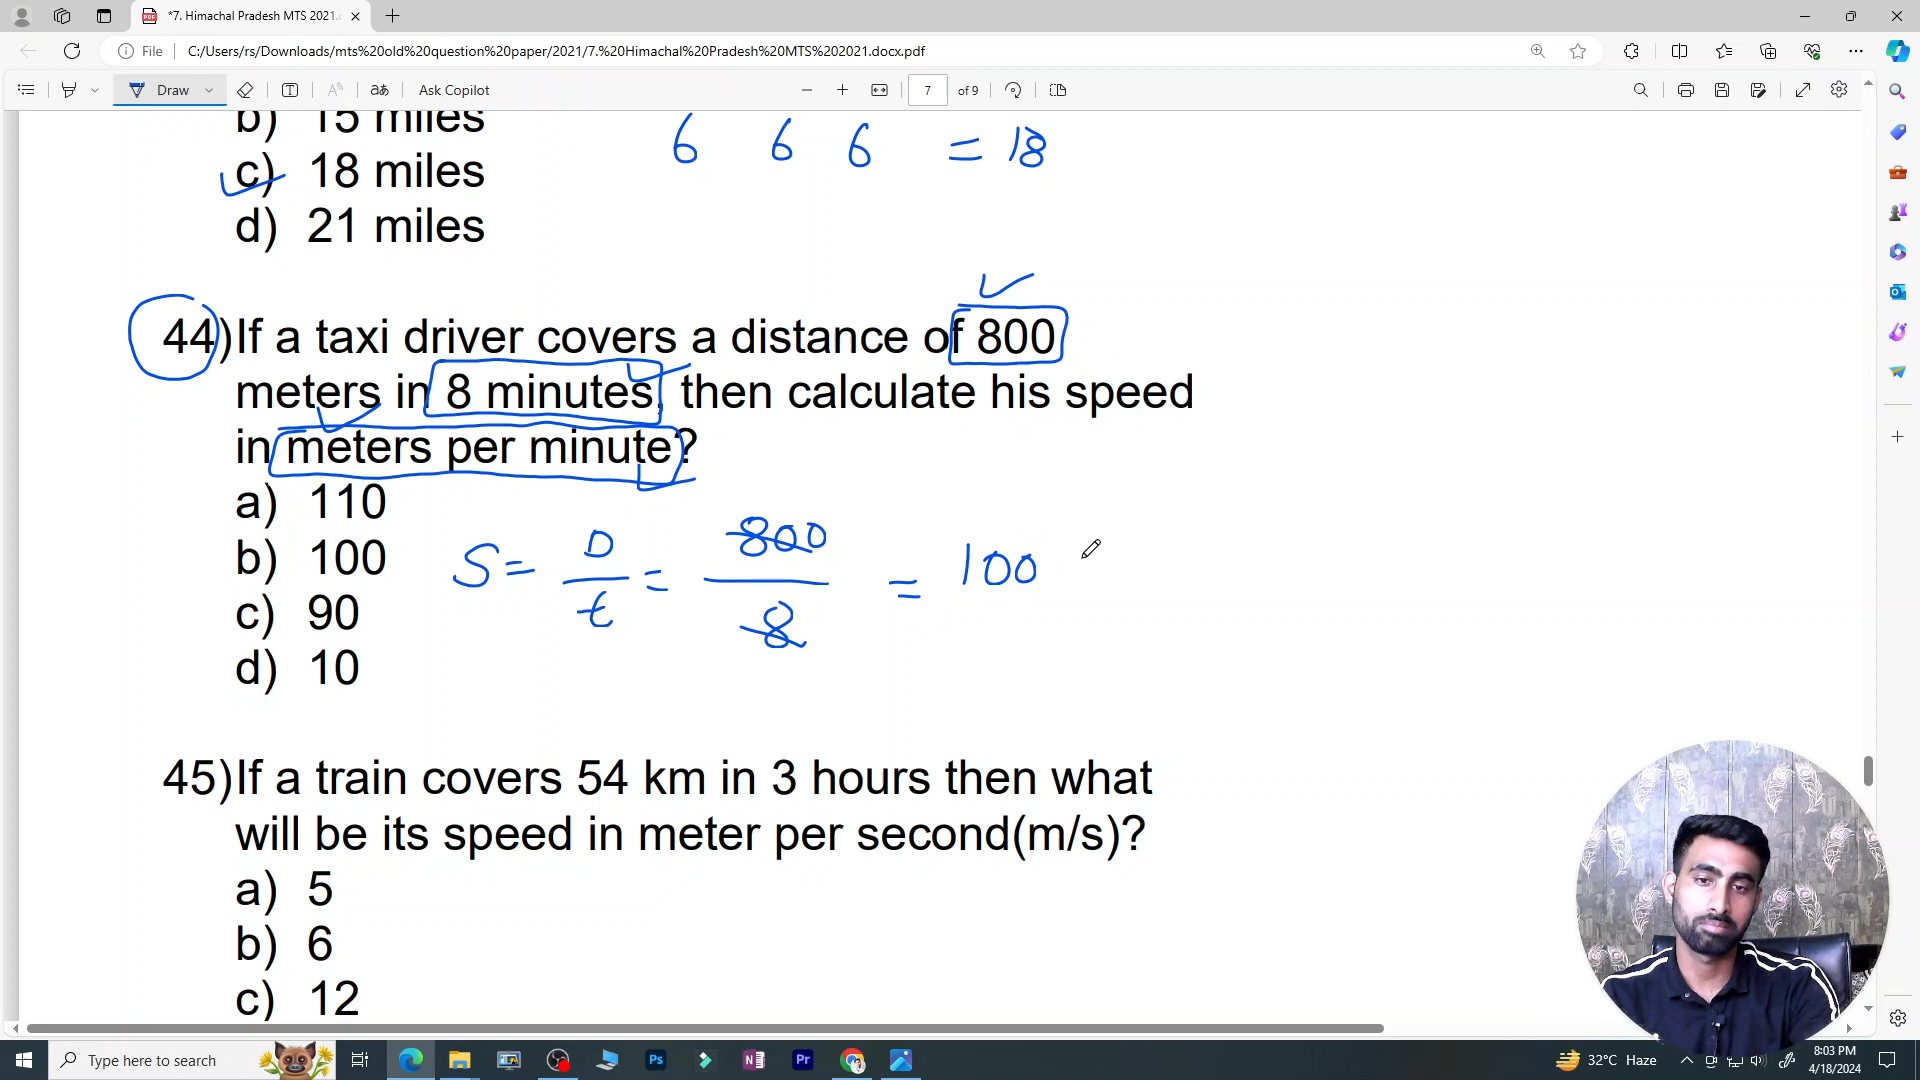 *7. Himachal Pradesh MTS 2021.
File
C:/Users/rs/Downloads/mts%20old%20question%20paper/2021/7.%20Himachal%20Pradesh%20MTS%202021.docx.pdf
Draw
Ask Copilot
7 of 9
b) 15 miles
6 6 6 = 18
c) 18 miles
d) 21 miles
44)If a taxi driver covers a distance of 800
meters in 8 minutes, then calculate his speed
in meters per minute?
a) 110
b) 100
c) 90
d) 10
S = D/t = 800/8 = 100
45)If a train covers 54 km in 3 hours then what
will be its speed in meter per second(m/s)?
a) 5
b) 6
c) 12
Type here to search
32°C Haze
8:03 PM
4/18/2024